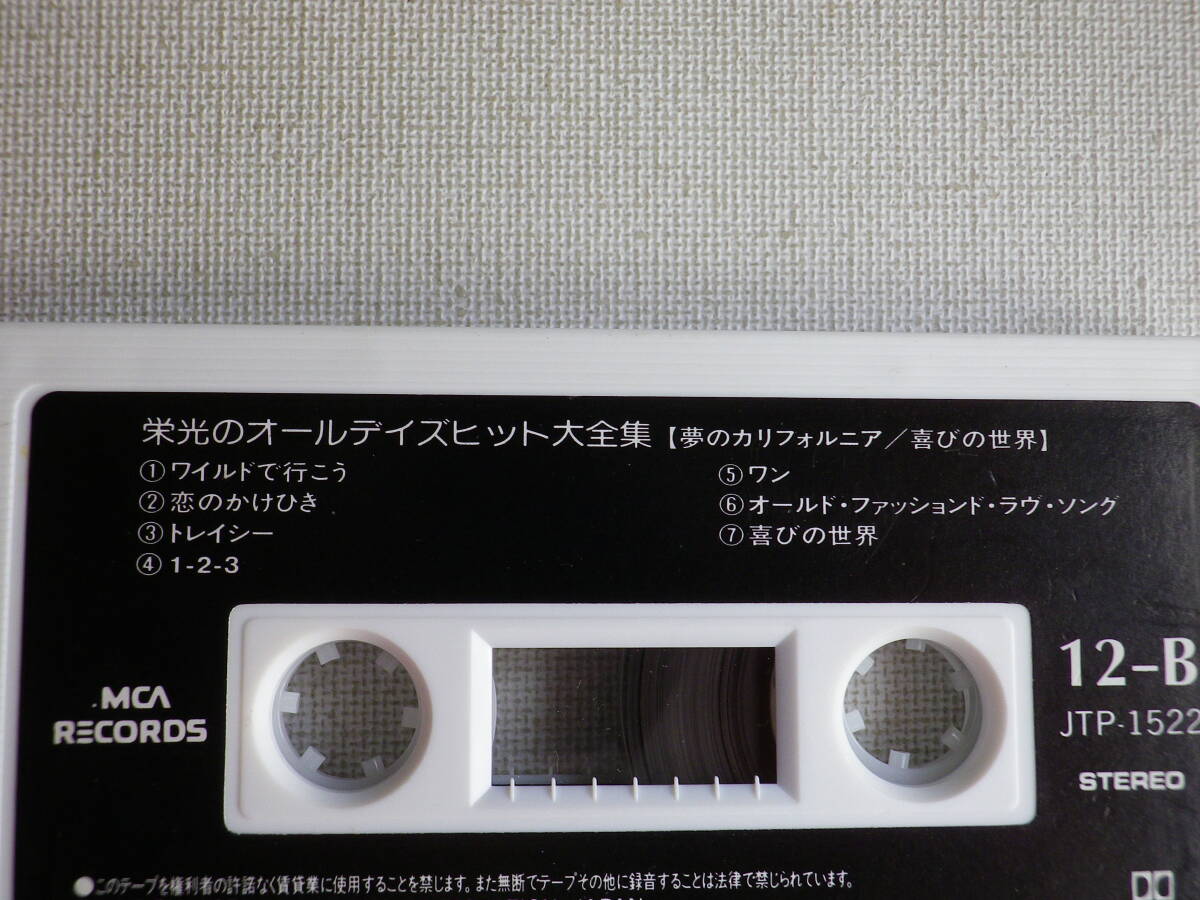 栄光のオールデイズヒット大全集【夢のカリフォルニア／喜びの世界】
①ワイルドで行こう
②恋のかけひき
③トレイシー
④1-2-3
⑤ワン
⑥オールド・ファッションド・ラヴ・ソング
⑦喜びの世界
MCA
RECORDS
12-B
JTP-1522
STEREO
●このテープを権利者の許諾なく賃貸業に使用することを禁じます。また無断でテープその他に録音することは法律で禁じられています。